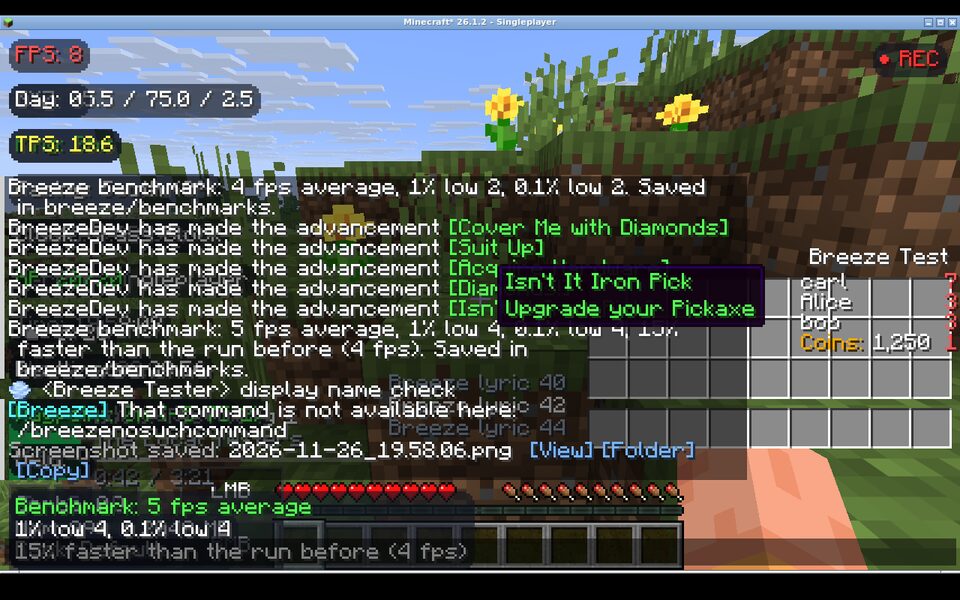 Minecraft* 26.1.2 - Singleplayer
FPS: 8
REC
Day: 05.5 / 75.0 / 2.5
TPS: 18.6
Breeze benchmark: 4 fps average, 1% low 2, 0.1% low 2. Saved
in breeze/benchmarks.
BreezeDev has made the advancement [Cover Me with Diamonds]
BreezeDev has made the advancement [Suit Up]
BreezeDev has made the advancement
BreezeDev has made the advancement
BreezeDev has made the advancement
Isn't It Iron Pick
Upgrade your Pickaxe
Breeze benchmark: 5 fps average, 1% low 4, 0.1% low 4, 15%
faster than the run before (4 fps). Saved in
breeze/benchmarks.
Breeze Test
carl 7
Alice 3
bob 3
Coins: 1,250 1
<Breeze Tester> display name check
Breeze lyric 40
Breeze lyric 42
Breeze lyric 44
[Breeze] That command is not available here:
/breezenosuchcommand
Screenshot saved: 2026-11-26_19.58.06.png [View] [Folder]
[Copy]
0:42 / 3:21
LMB
Benchmark: 5 fps average
1% low 4, 0.1% low 4
15% faster than the run before (4 fps)